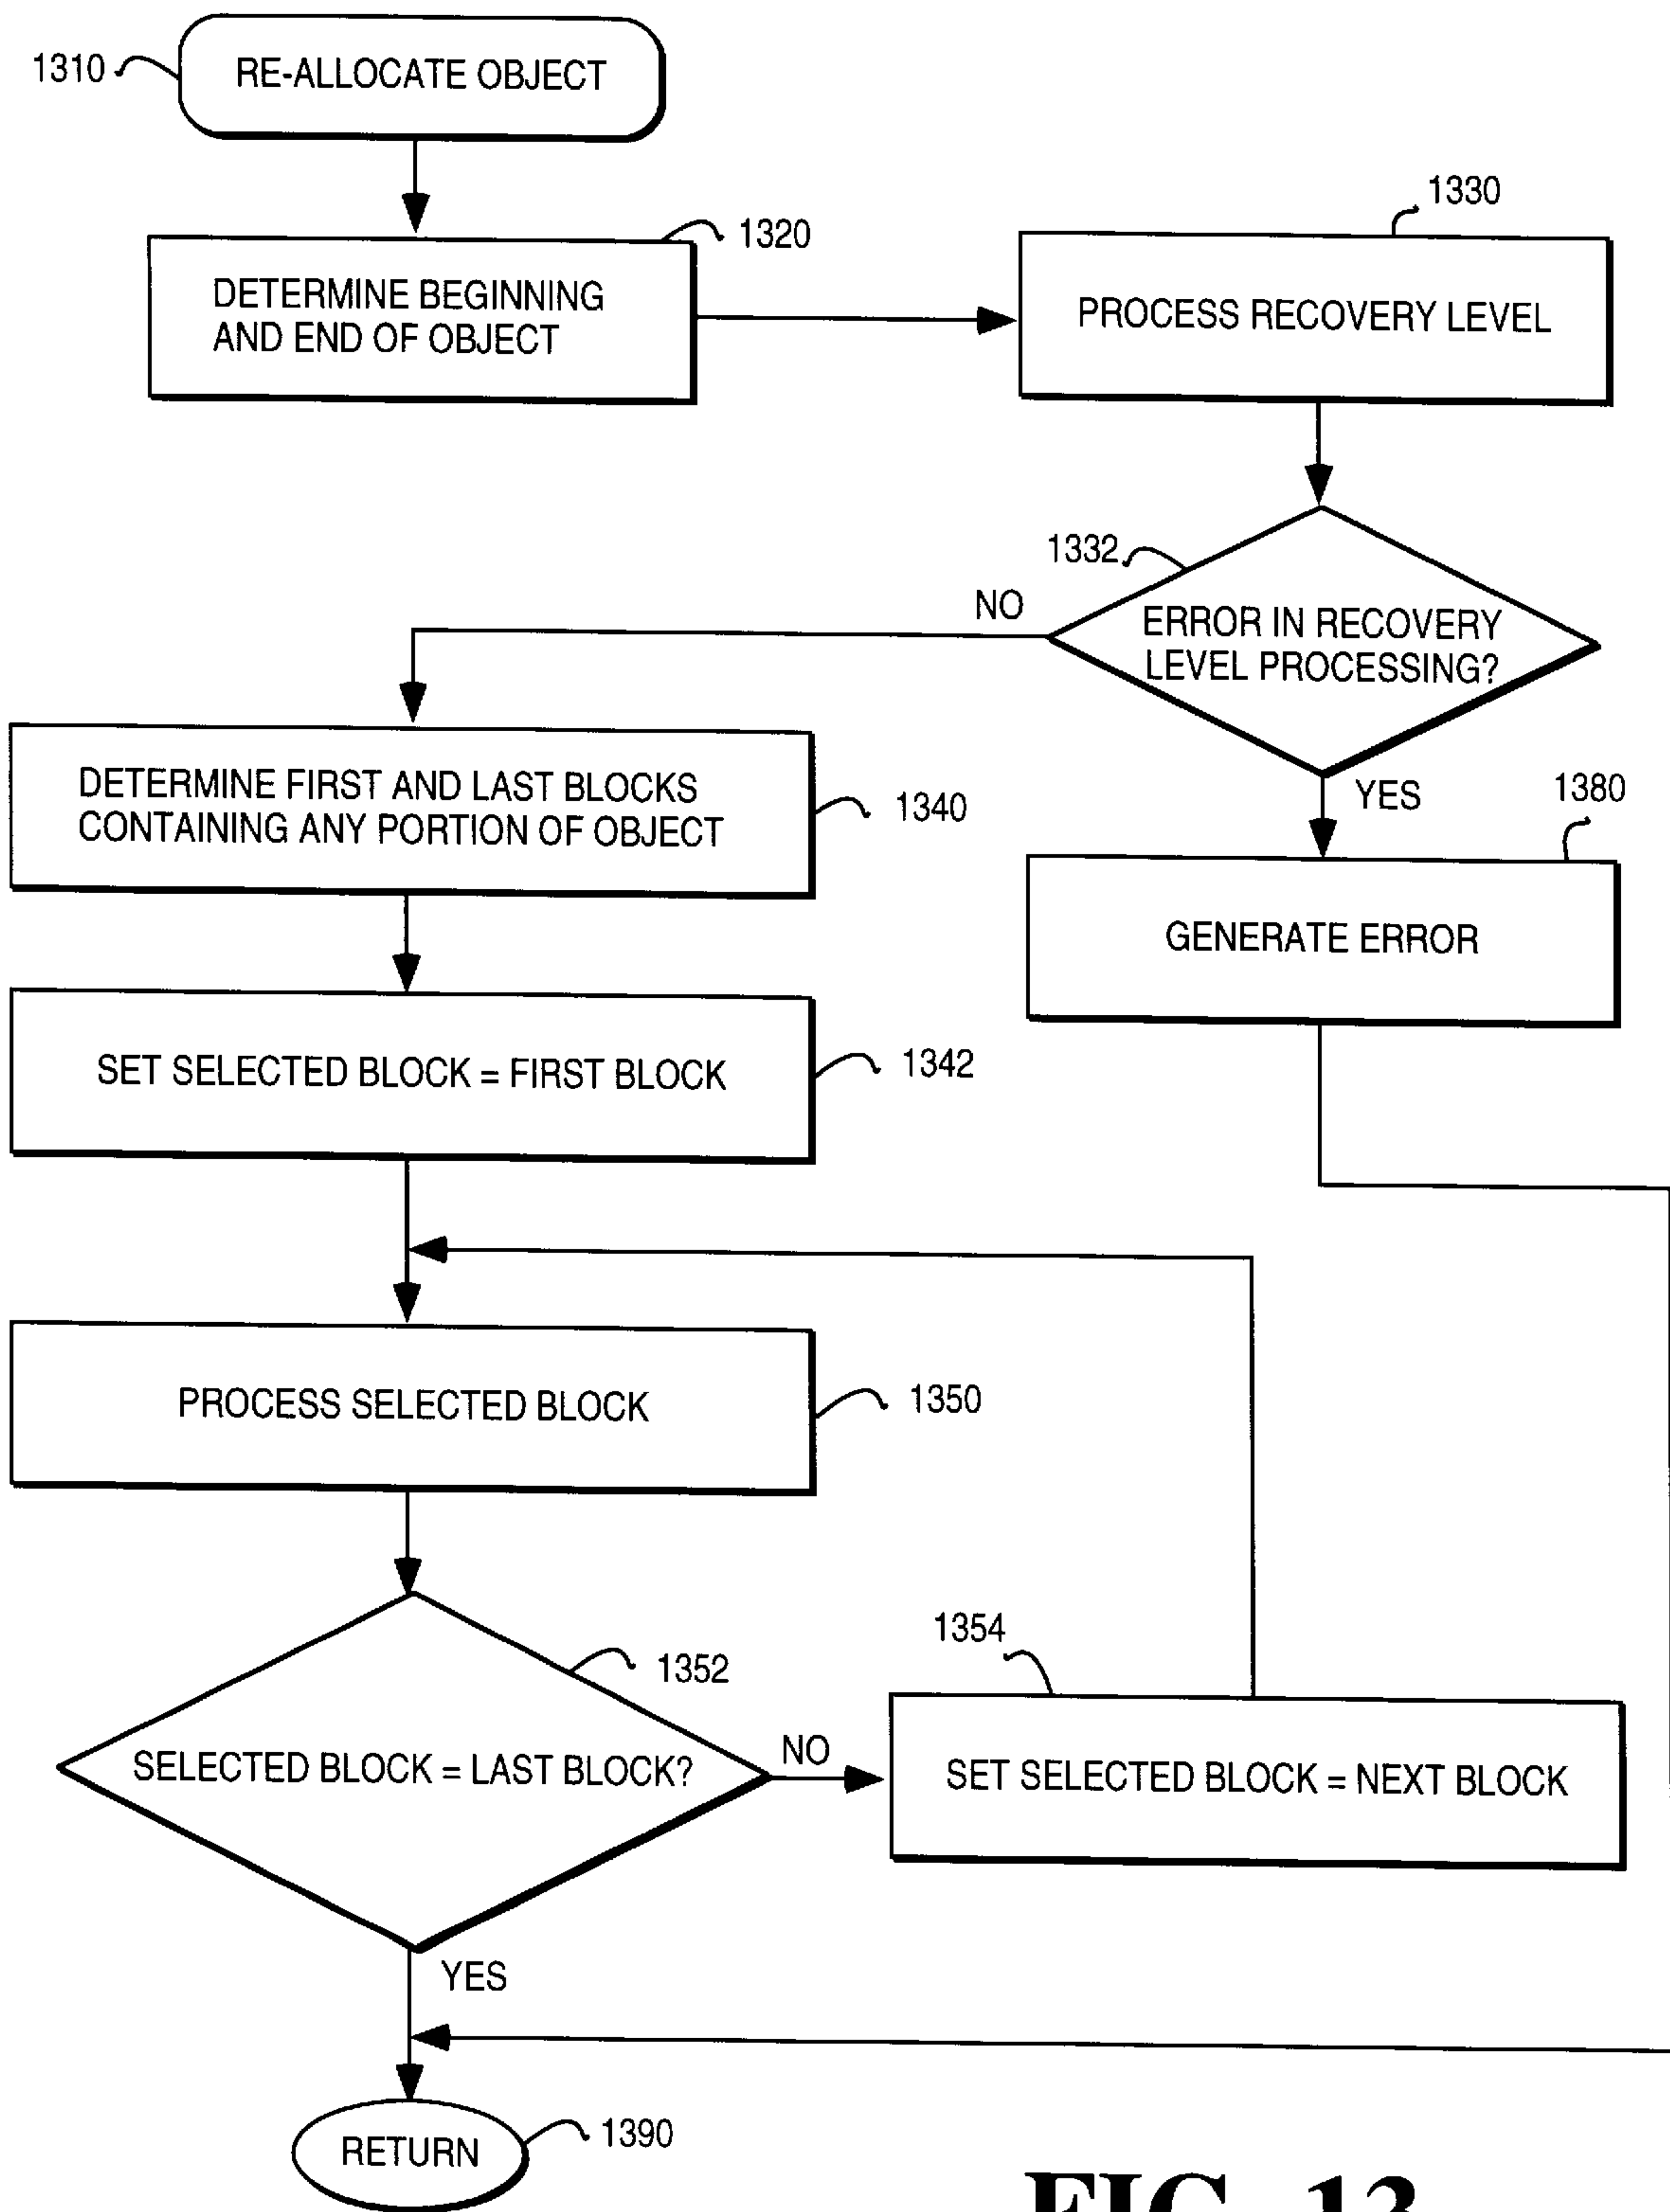 1310
RE-ALLOCATE OBJECT
1320
DETERMINE BEGINNING
AND END OF OBJECT
1330
PROCESS RECOVERY LEVEL
1332
ERROR IN RECOVERY
LEVEL PROCESSING?
NO
YES
1380
GENERATE ERROR
DETERMINE FIRST AND LAST BLOCKS
CONTAINING ANY PORTION OF OBJECT
1340
SET SELECTED BLOCK = FIRST BLOCK
1342
PROCESS SELECTED BLOCK
1350
1352
SELECTED BLOCK = LAST BLOCK?
NO
1354
SET SELECTED BLOCK = NEXT BLOCK
YES
RETURN
1390
FIG. 13